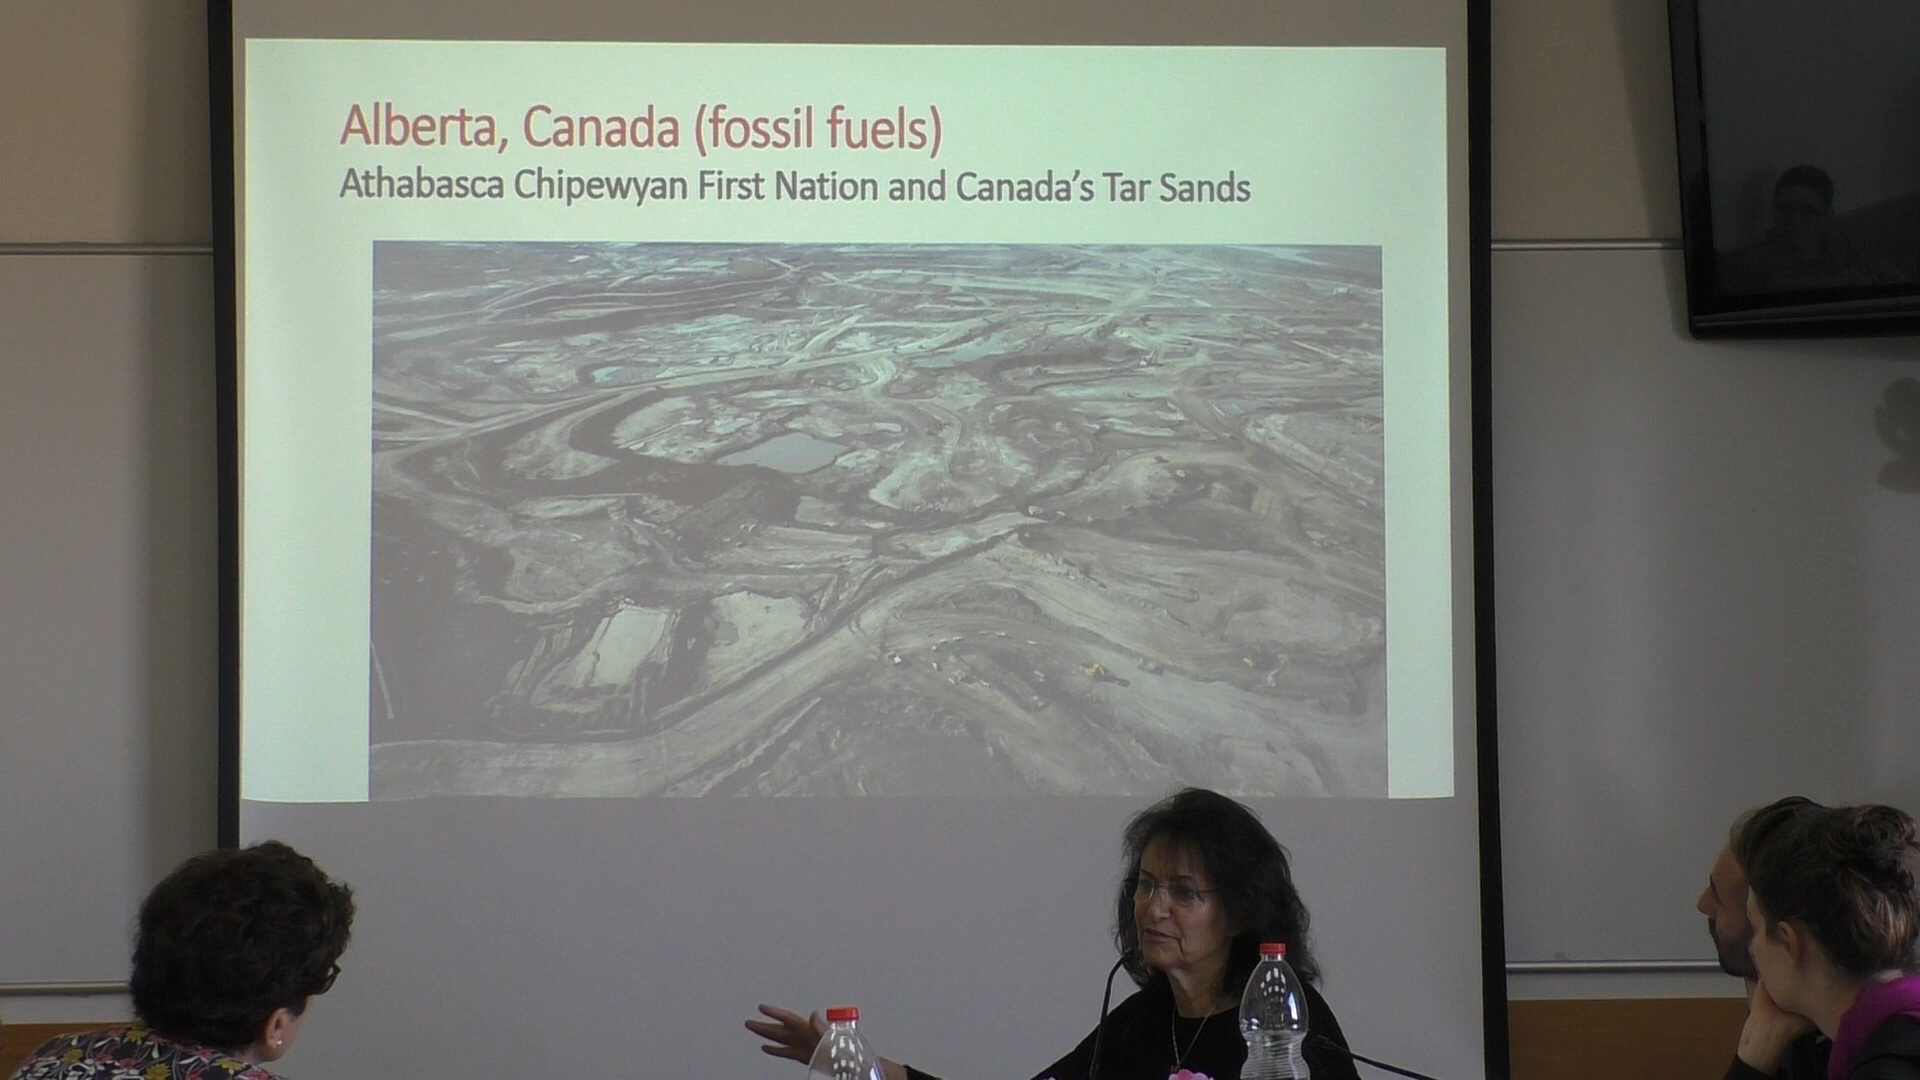 Alberta, Canada (fossil fuels)
Athabasca Chipewyan First Nation and Canada’s Tar Sands